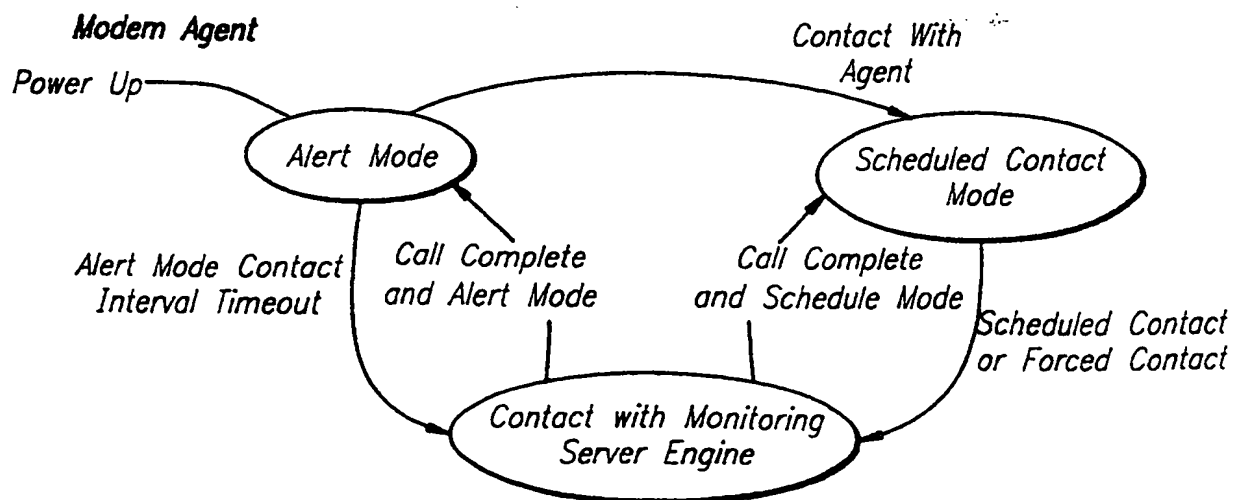 Modem Agent
Power Up
Contact With
Agent
Alert Mode
Scheduled Contact
Mode
Alert Mode Contact
Interval Timeout
Call Complete
and Alert Mode
Call Complete
and Schedule Mode
Scheduled Contact
or Forced Contact
Contact with Monitoring
Server Engine